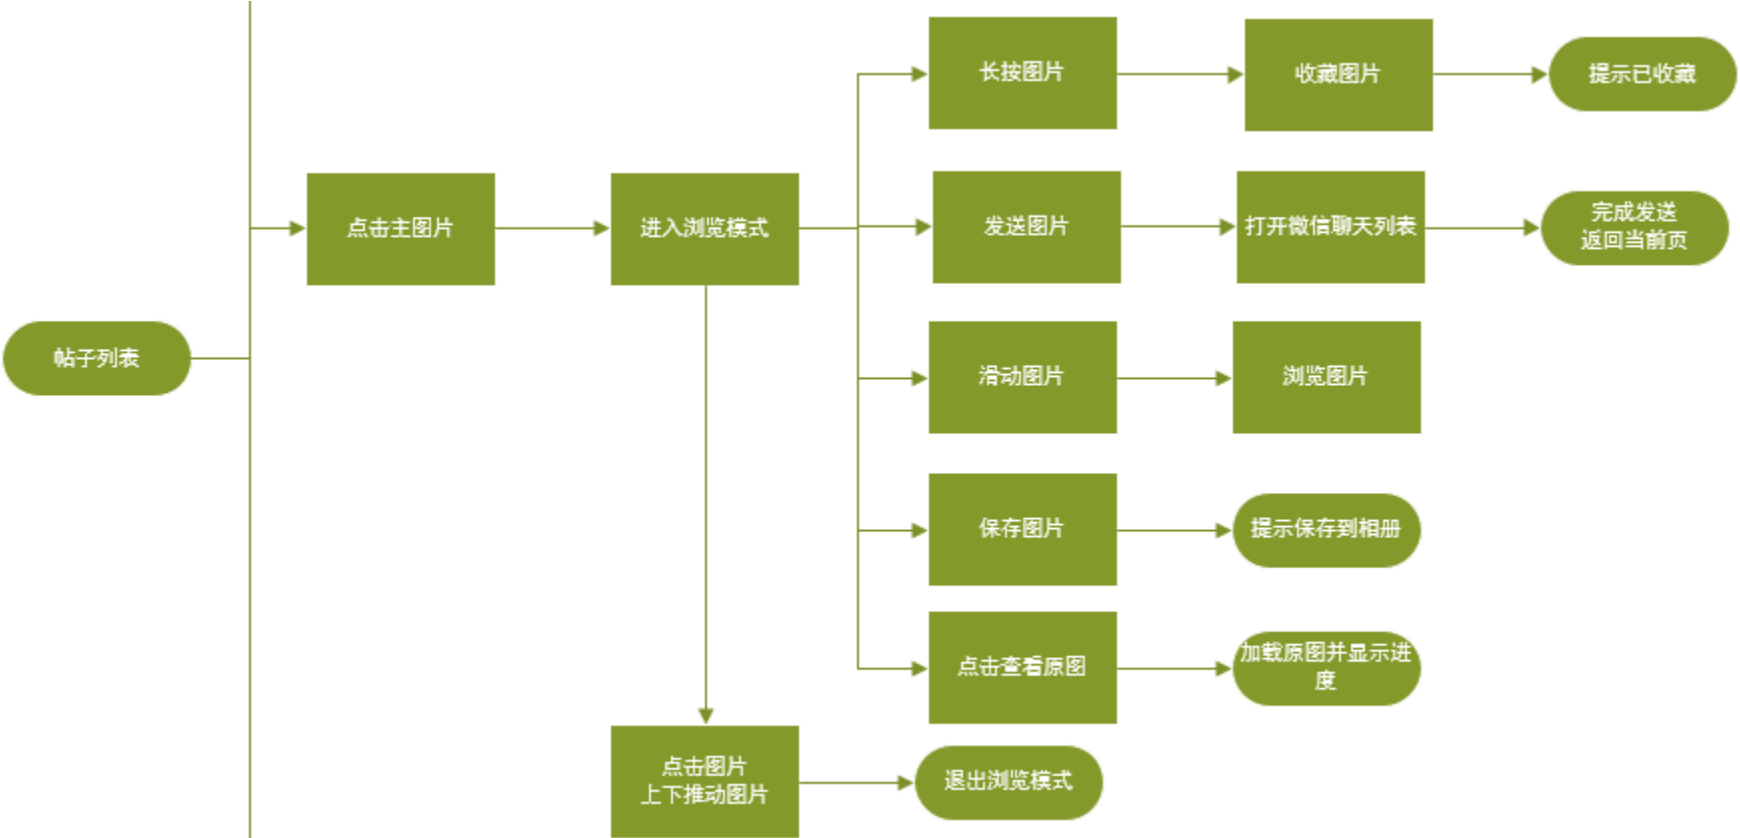 长按图片
收藏图片
提示已收藏
点击主图片
进入浏览模式
发送图片
打开微信聊天列表
完成发送
返回当前页
帖子列表
滑动图片
浏览图片
保存图片
提示保存到相册
点击查看原图
加载原图并显示进
度
点击图片
上下推动图片
退出浏览模式